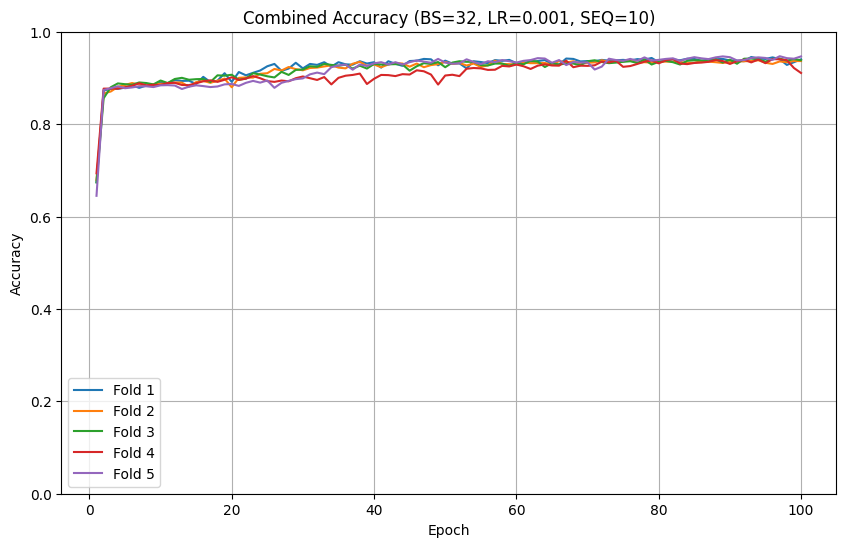 Combined Accuracy (BS=32, LR=0.001, SEQ=10)
1.0
0.8
0.6
0.4
0.2
0.0
Accuracy
Fold 1
Fold 2
Fold 3
Fold 4
Fold 5
0 20 40 60 80 100
Epoch